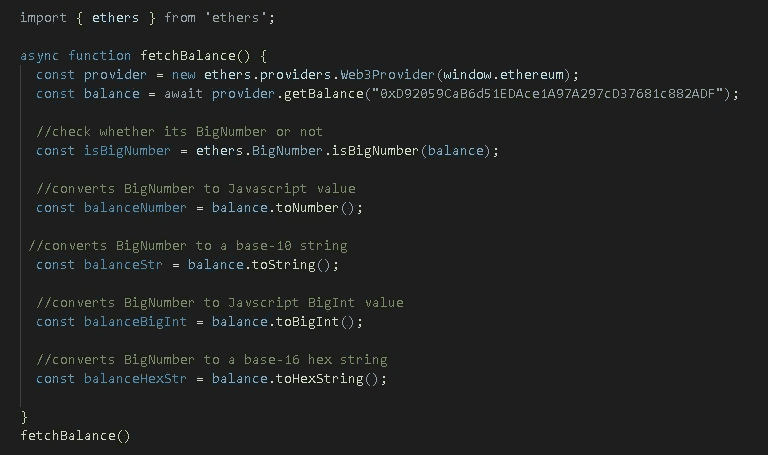 import { ethers } from 'ethers';
async function fetchBalance() {
const provider = new ethers.providers.Web3Provider(window.ethereum);
const balance = await provider.getBalance("0xD92059CaB6d51EDAce1A97A297cD37681c882ADF");
//check whether its BigNumber or not
const isBigNumber = ethers.BigNumber.isBigNumber(balance);
//converts BigNumber to Javascript value
const balanceNumber = balance.toNumber();
//converts BigNumber to a base-10 string
const balanceStr = balance.toString();
//converts BigNumber to Javscript BigInt value
const balanceBigInt = balance.toBigInt();
//converts BigNumber to a base-16 hex string
const balanceHexStr = balance.toHexString();
}
fetchBalance()